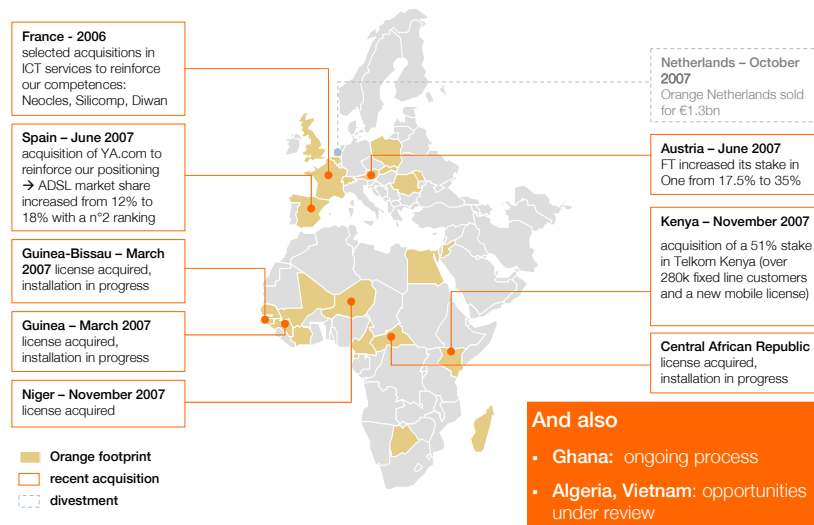 France - 2006
selected acquisitions in
ICT services to reinforce
our competences:
Neocles, Silicomp, Diwan
Spain – June 2007
acquisition of YA.com to
reinforce our positioning
→ ADSL market share
increased from 12% to
18% with a n°2 ranking
Guinea-Bissau – March
2007 license acquired,
installation in progress
Guinea – March 2007
license acquired,
installation in progress
Niger – November 2007
license acquired
Orange footprint
recent acquisition
divestment
Netherlands – October
2007
Orange Netherlands sold
for €1.3bn
Austria – June 2007
FT increased its stake in
One from 17.5% to 35%
Kenya – November 2007
acquisition of a 51% stake
in Telkom Kenya (over
280k fixed line customers
and a new mobile license)
Central African Republic
license acquired,
installation in progress
And also
▪ Ghana: ongoing process
▪ Algeria, Vietnam: opportunities
under review